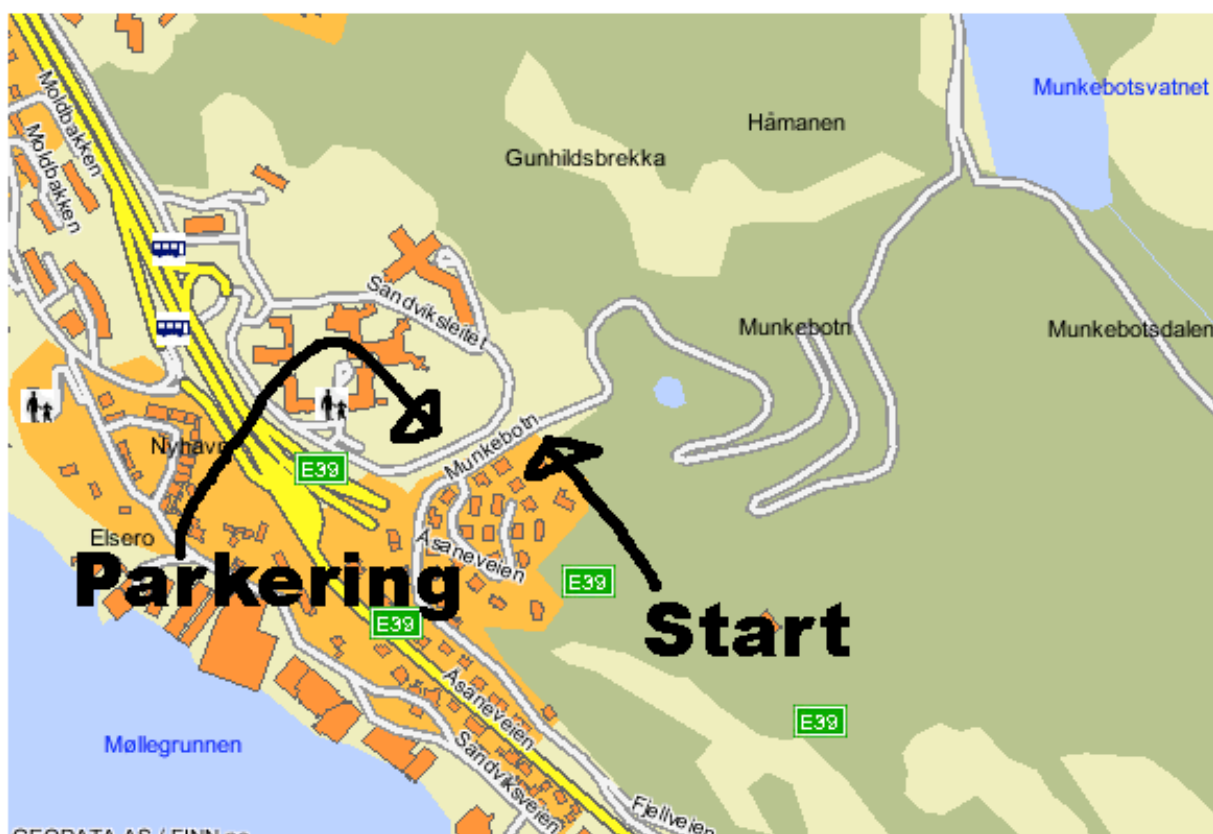 Munkebotsvatnet
Moldbakken
Håmanen
Gunhildsbrekka
Moldbakken
Sandviksleitet
Munkebotn
Munkebotsdalen
Nyhavn
Munkebotn
E39
Elsero
Åsaneveien
Parkering
E39
Start
E39
Åsaneveien
E39
Møllegrunnen
Sandviksveien
Fjellveien